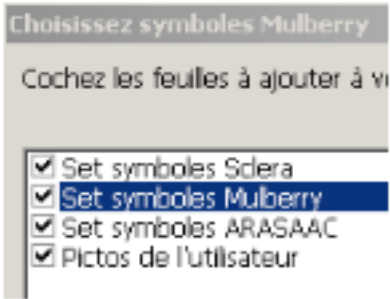 Choisissez symboles Mulberry
Cochez les feuilles à ajouter à
Set symboles Sclera
Set symboles Mulberry
Set symboles ARASAAC
Pictos de l'utilisateur